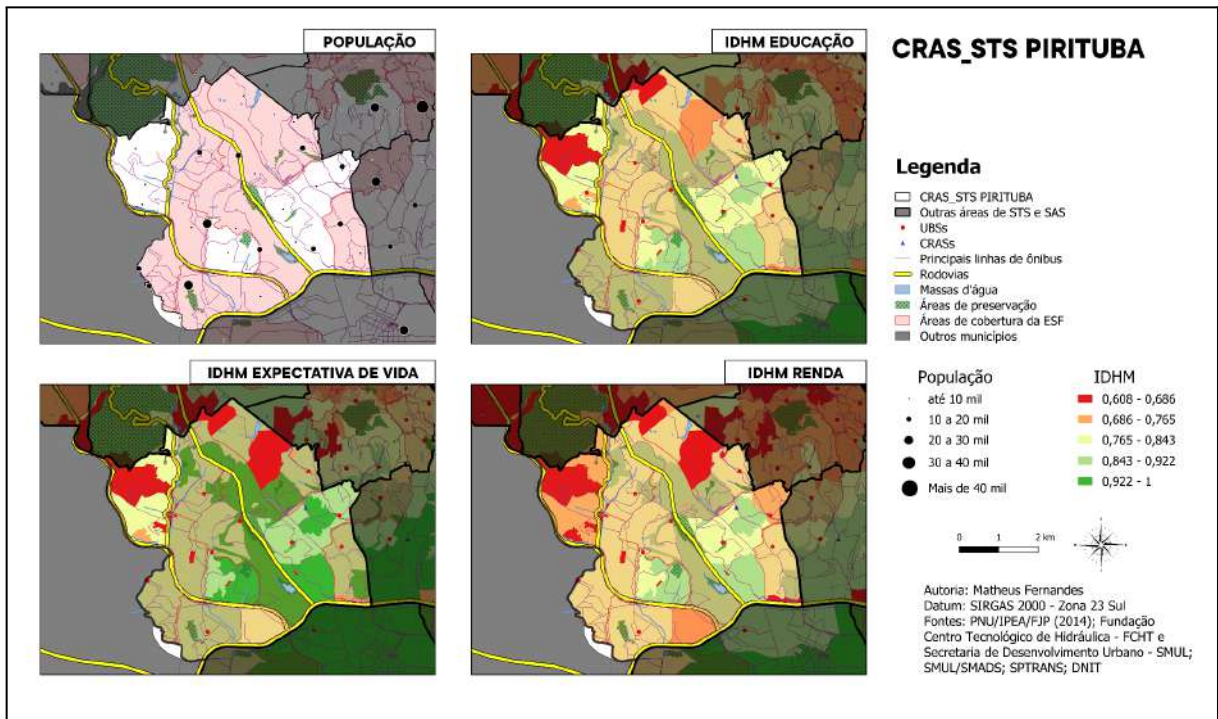 POPULAÇÃO
IDHM EDUCAÇÃO
CRAS_STS PIRITUBA
Legenda
CRAS_STS PIRITUBA
Outras áreas de STS e SAS
UBSs
CRASs
Principais linhas de ônibus
Rodovias
Massas d'água
Áreas de preservação
Áreas de cobertura da ESF
Outros municípios
IDHM EXPECTATIVA DE VIDA
IDHM RENDA
População
até 10 mil
10 a 20 mil
20 a 30 mil
30 a 40 mil
Mais de 40 mil
IDHM
0,608 - 0,686
0,686 - 0,765
0,765 - 0,843
0,843 - 0,922
0,922 - 1
0 1 2 km
Autoria: Matheus Fernandes
Datum: SIRGAS 2000 - Zona 23 Sul
Fontes: PNU/IPEA/FJP (2014); Fundação
Centro Tecnológico de Hidráulica - FCHT e
Secretaria de Desenvolvimento Urbano - SMUL;
SMUL/SMADS; SPTRANS; DNIT